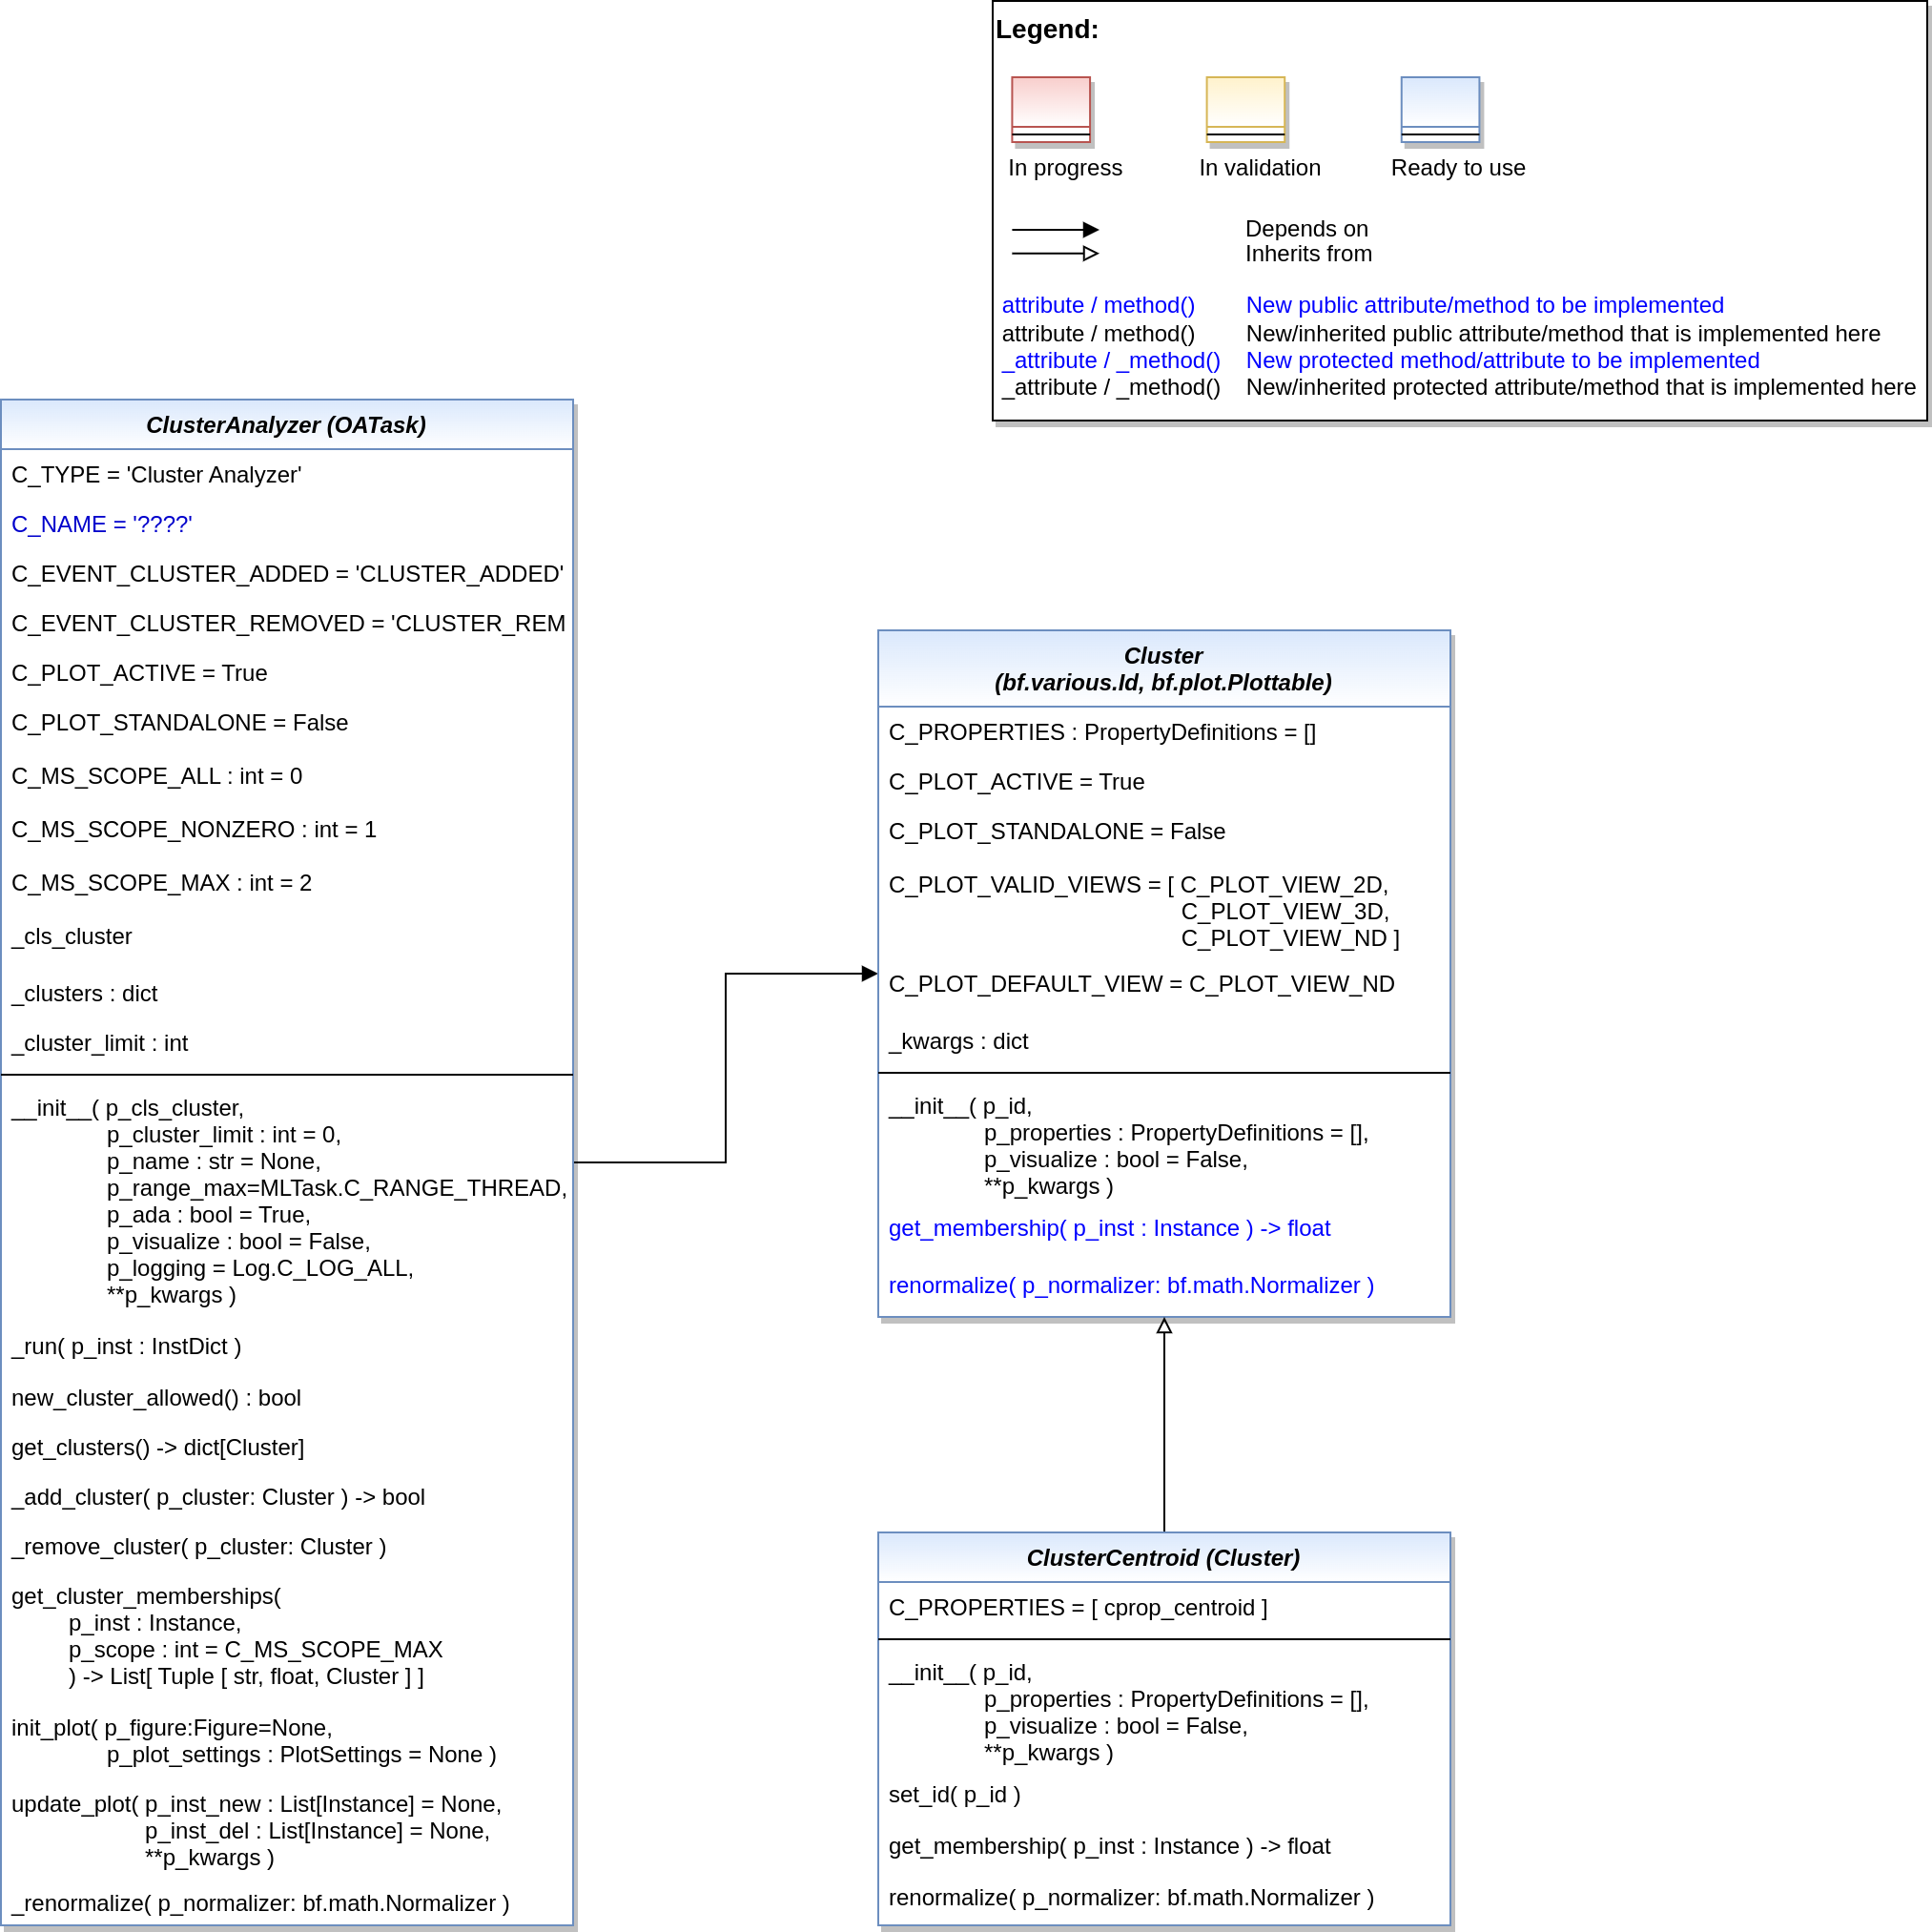 Legend:
In progress
In validation
Ready to use
Depends on
Inherits from
attribute / method() New public attribute/method to be implemented
attribute / method() New/inherited public attribute/method that is implemented here
_attribute / _method() New protected method/attribute to be implemented
_attribute / _method() New/inherited protected attribute/method that is implemented here
ClusterAnalyzer (OATask)
C_TYPE = 'Cluster Analyzer'
C_NAME = '????'
C_EVENT_CLUSTER_ADDED = 'CLUSTER_ADDED'
C_EVENT_CLUSTER_REMOVED = 'CLUSTER_REM
C_PLOT_ACTIVE = True
C_PLOT_STANDALONE = False
C_MS_SCOPE_ALL : int = 0
C_MS_SCOPE_NONZERO : int = 1
C_MS_SCOPE_MAX : int = 2
_cls_cluster
_clusters : dict
_cluster_limit : int
__init__( p_cls_cluster,
p_cluster_limit : int = 0,
p_name : str = None,
p_range_max=MLTask.C_RANGE_THREAD,
p_ada : bool = True,
p_visualize : bool = False,
p_logging = Log.C_LOG_ALL,
**p_kwargs )
_run( p_inst : InstDict )
new_cluster_allowed() : bool
get_clusters() -> dict[Cluster]
_add_cluster( p_cluster: Cluster ) -> bool
_remove_cluster( p_cluster: Cluster )
get_cluster_memberships(
p_inst : Instance,
p_scope : int = C_MS_SCOPE_MAX
) -> List[ Tuple [ str, float, Cluster ] ]
init_plot( p_figure:Figure=None,
p_plot_settings : PlotSettings = None )
update_plot( p_inst_new : List[Instance] = None,
p_inst_del : List[Instance] = None,
**p_kwargs )
_renormalize( p_normalizer: bf.math.Normalizer )
Cluster
(bf.various.Id, bf.plot.Plottable)
C_PROPERTIES : PropertyDefinitions = []
C_PLOT_ACTIVE = True
C_PLOT_STANDALONE = False
C_PLOT_VALID_VIEWS = [ C_PLOT_VIEW_2D,
C_PLOT_VIEW_3D,
C_PLOT_VIEW_ND ]
C_PLOT_DEFAULT_VIEW = C_PLOT_VIEW_ND
_kwargs : dict
__init__( p_id,
p_properties : PropertyDefinitions = [],
p_visualize : bool = False,
**p_kwargs )
get_membership( p_inst : Instance ) -> float
renormalize( p_normalizer: bf.math.Normalizer )
ClusterCentroid (Cluster)
C_PROPERTIES = [ cprop_centroid ]
__init__( p_id,
p_properties : PropertyDefinitions = [],
p_visualize : bool = False,
**p_kwargs )
set_id( p_id )
get_membership( p_inst : Instance ) -> float
renormalize( p_normalizer: bf.math.Normalizer )